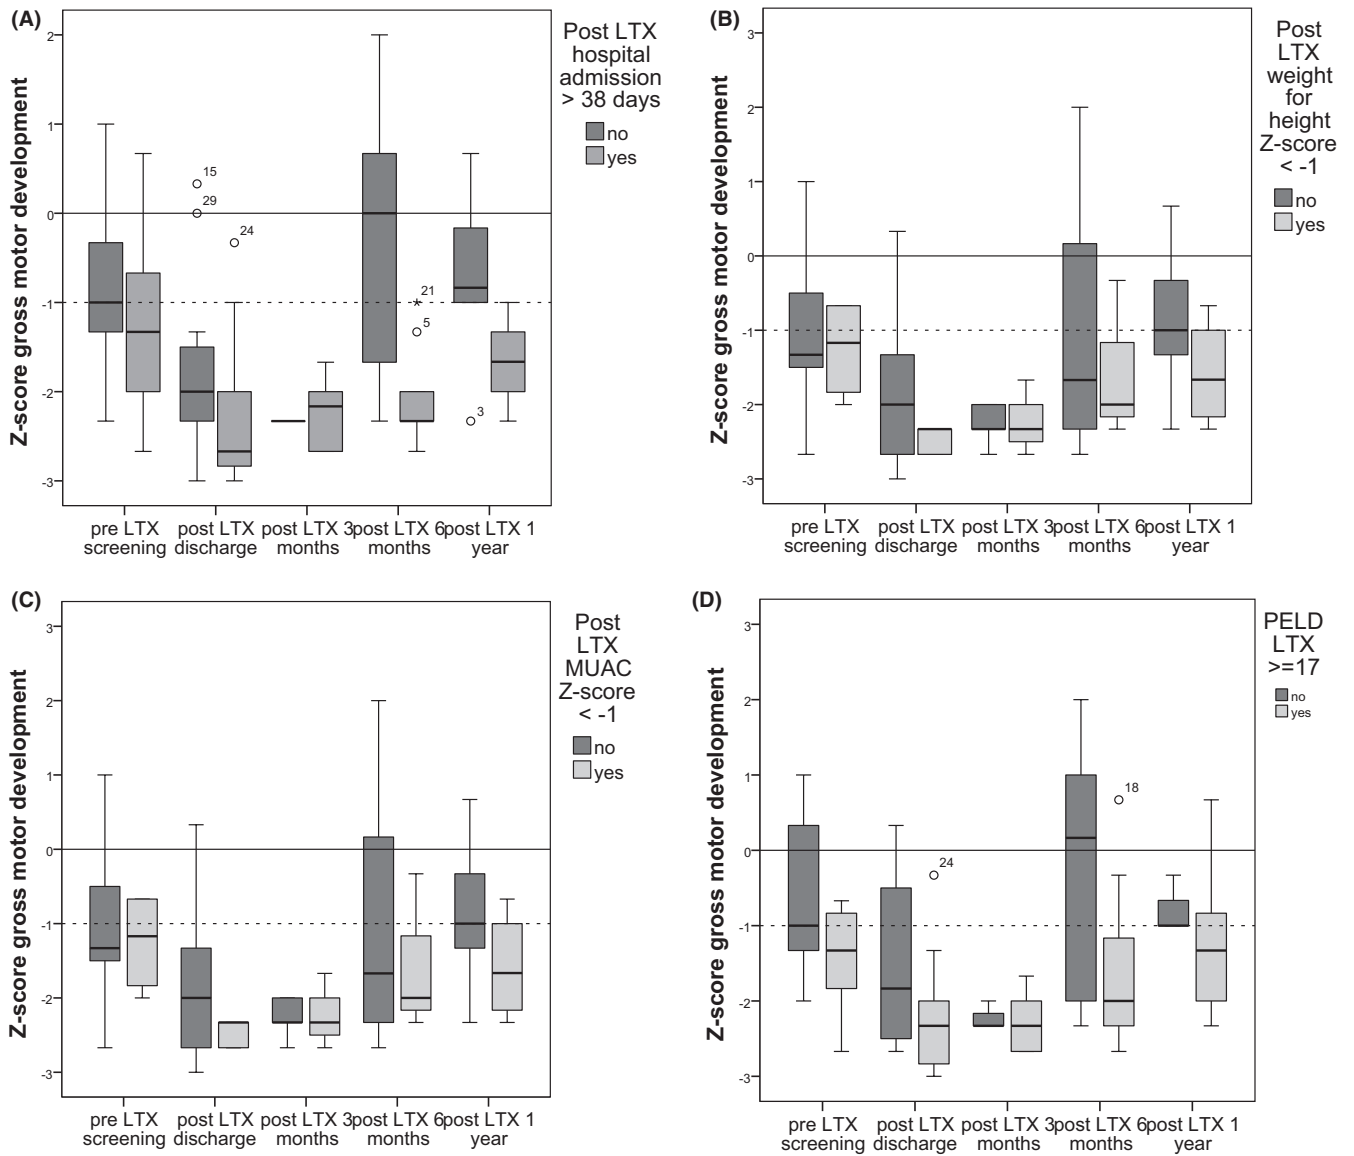 (A)
Z-score gross motor development
2
1
0
-1
-2
-3
15
29
24
21
5
3
pre LTX
screening
post LTX
discharge
post LTX 3
months
post LTX 6
months
post LTX 1
year
Post LTX
hospital
admission
> 38 days
no
yes
(B)
Z-score gross motor development
3
2
1
0
-1
-2
-3
pre LTX
screening
post LTX
discharge
post LTX 3
months
post LTX 6
months
post LTX 1
year
Post
LTX
weight
for
height
Z-score
< -1
no
yes
(C)
Z-score gross motor development
3
2
1
0
-1
-2
-3
pre LTX
screening
post LTX
discharge
post LTX 3
months
post LTX 6
months
post LTX 1
year
Post
LTX
MUAC
Z-score
< -1
no
yes
(D)
Z-score gross motor development
3
2
1
0
-1
-2
-3
24
18
pre LTX
screening
post LTX
discharge
post LTX 3
months
post LTX 6
months
post LTX 1
year
PELD
LTX
>=17
no
yes